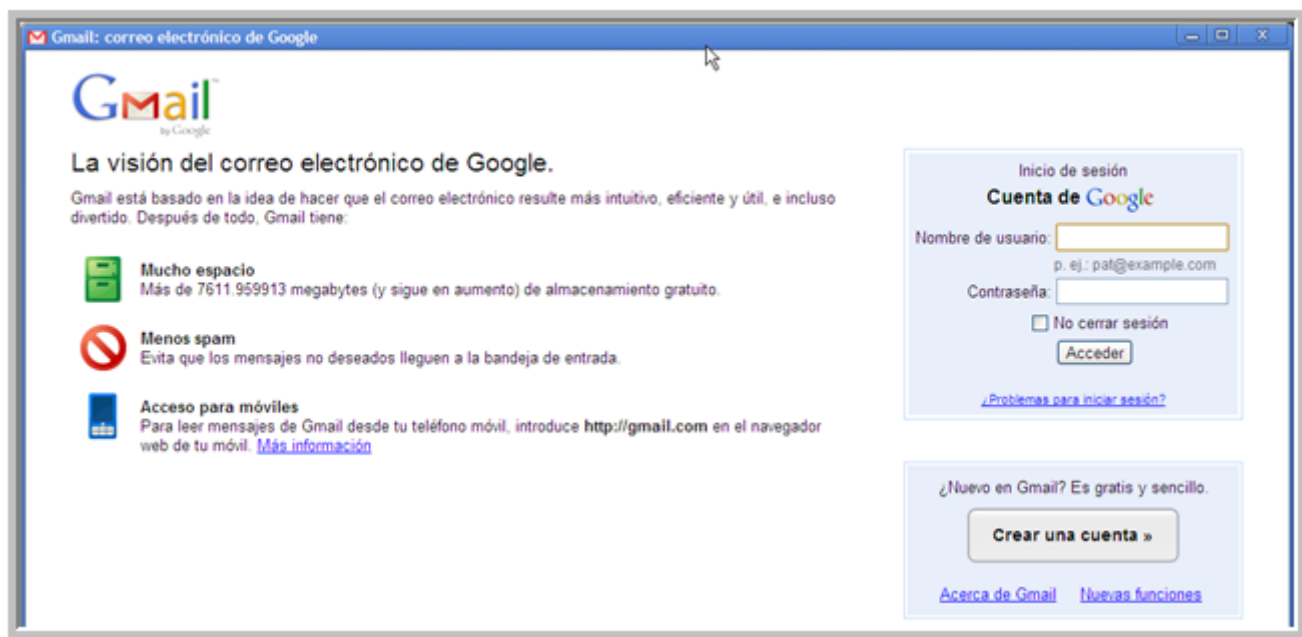 Gmail: correo electrónico de Google
Gmail™
by Google
La visión del correo electrónico de Google.
Gmail está basado en la idea de hacer que el correo electrónico resulte más intuitivo, eficiente y útil, e incluso
divertido. Después de todo, Gmail tiene:
Mucho espacio
Más de 7611.959913 megabytes (y sigue en aumento) de almacenamiento gratuito.
Menos spam
Evita que los mensajes no deseados lleguen a la bandeja de entrada.
Acceso para móviles
Para leer mensajes de Gmail desde tu teléfono móvil, introduce http://gmail.com en el navegador
web de tu móvil. Más información
Inicio de sesión
Cuenta de Google
Nombre de usuario:
p. ej.: pat@example.com
Contraseña:
No cerrar sesión
Acceder
¿Problemas para iniciar sesión?
¿Nuevo en Gmail? Es gratis y sencillo.
Crear una cuenta »
Acerca de Gmail Nuevas funciones